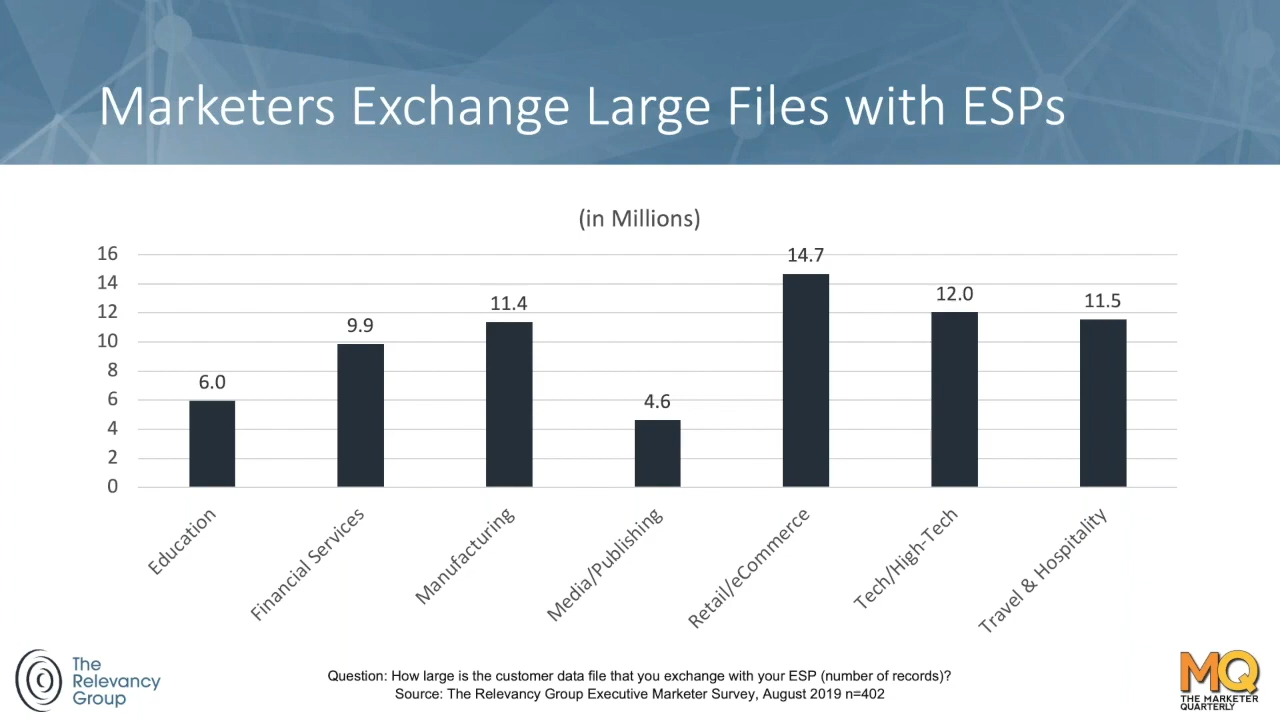 Marketers Exchange Large Files with ESPs
(in Millions)
16
14
12
10
8
6
4
2
0
6.0
9.9
11.4
4.6
14.7
12.0
11.5
Education
Financial Services
Manufacturing
Media/Publishing
Retail/eCommerce
Tech/High-Tech
Travel & Hospitality
The
Relevancy
Group
Question: How large is the customer data file that you exchange with your ESP (number of records)?
Source: The Relevancy Group Executive Marketer Survey, August 2019 n=402
MQ
THE MARKETER
QUARTERLY